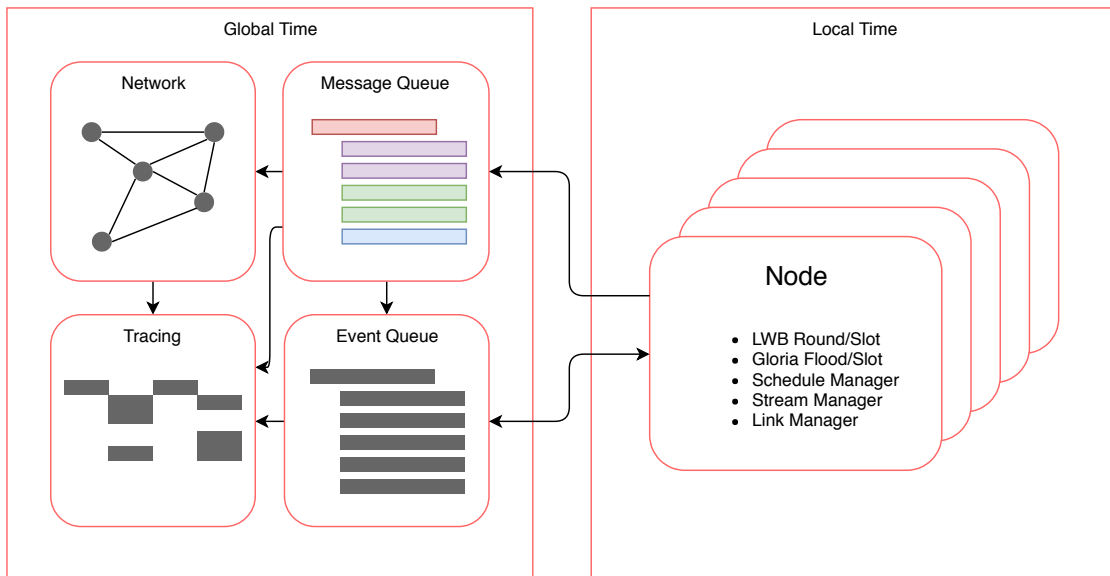 Global Time
Local Time
Network
Message Queue
Tracing
Event Queue
Node
• LWB Round/Slot
• Gloria Flood/Slot
• Schedule Manager
• Stream Manager
• Link Manager